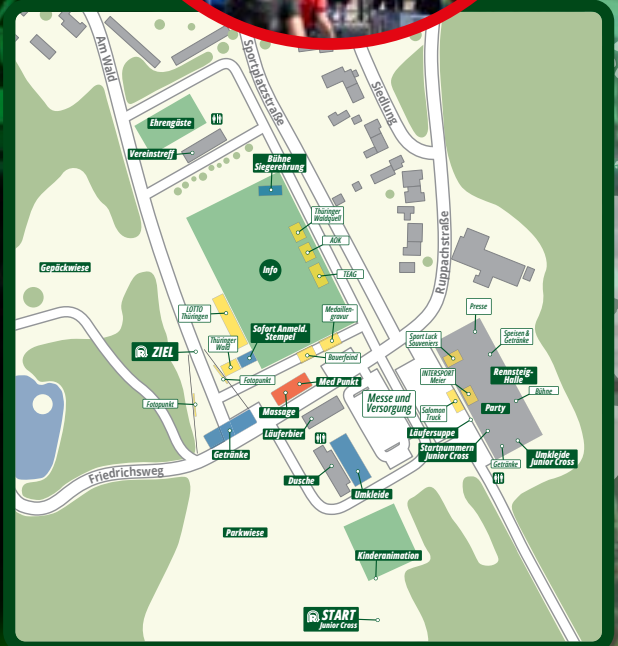 Am Wald
Sportplatzstraße
Siedlung
Ehrengäste
Vereinstreff
Bühne
Siegerehrung
Thüringer
Waldquell
AOK
Ruppachstraße
Info
TEAG
Gepäckwiese
LOTTO
Thüringen
Medaillen-
gravur
Presse
Sofort Anmeld.
Stempel
Thüringer
Wald
Sport Luck
Souveniers
Speisen &
Getränke
ZIEL
Bauerfeind
Fotopunkt
Med Punkt
INTERSPORT
Meier
Rennsteig-
Halle
Bühne
Fotopunkt
Massage
Messe und
Versorgung
Salomon
Truck
Party
Läuferbier
Läufersuppe
Getränke
Startnummern
Junior Cross
Umkleide
Junior Cross
Getränke
Friedrichsweg
Dusche
Umkleide
Parkwiese
Kinderanimation
START
Junior Cross